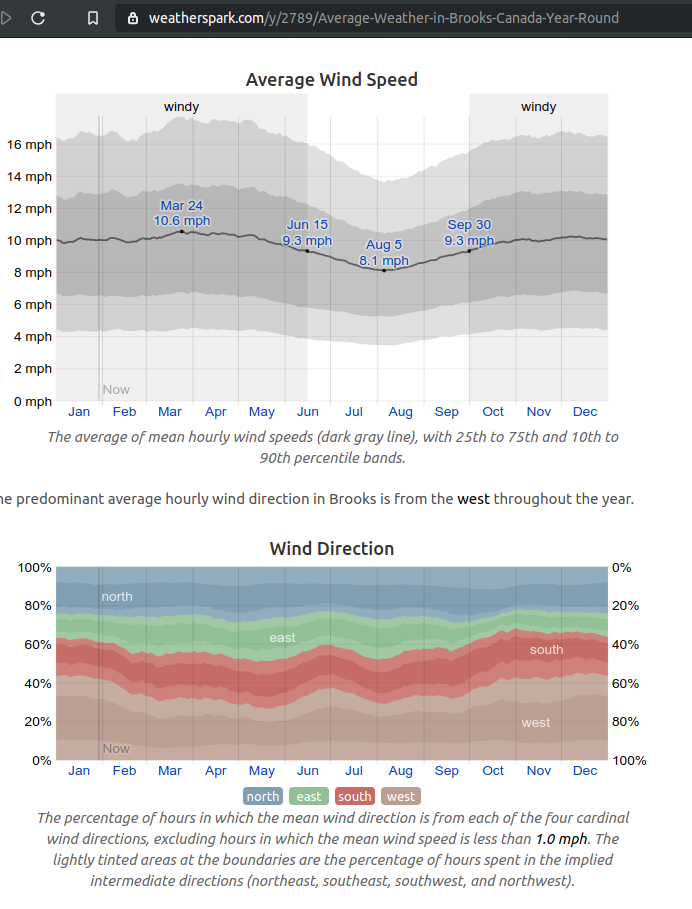 weatherspark.com/y/2789/Average-Weather-in-Brooks-Canada-Year-Round
Average Wind Speed
windy
windy
16 mph
14 mph
12 mph
10 mph
8 mph
6 mph
4 mph
2 mph
0 mph
Mar 24
10.6 mph
Jun 15
9.3 mph
Aug 5
8.1 mph
Sep 30
9.3 mph
Now
Jan Feb Mar Apr May Jun Jul Aug Sep Oct Nov Dec
The average of mean hourly wind speeds (dark gray line), with 25th to 75th and 10th to
90th percentile bands.
he predominant average hourly wind direction in Brooks is from the west throughout the year.
Wind Direction
100% 0%
80% 20%
60% 40%
40% 60%
20% 80%
0% 100%
north
east
south
west
Now
Jan Feb Mar Apr May Jun Jul Aug Sep Oct Nov Dec
north east south west
The percentage of hours in which the mean wind direction is from each of the four cardinal
wind directions, excluding hours in which the mean wind speed is less than 1.0 mph. The
lightly tinted areas at the boundaries are the percentage of hours spent in the implied
intermediate directions (northeast, southeast, southwest, and northwest).